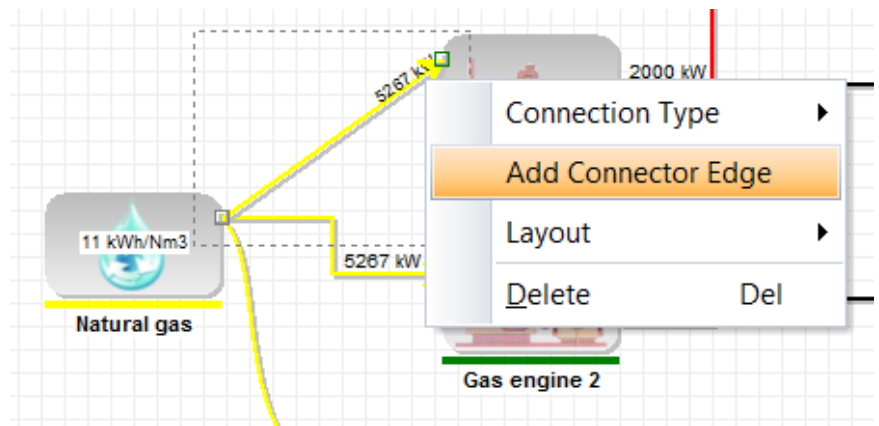 5267 kW
2000 kW
Connection Type
Add Connector Edge
11 kWh/Nm3
Layout
5267 kW
Delete Del
Natural gas
Gas engine 2